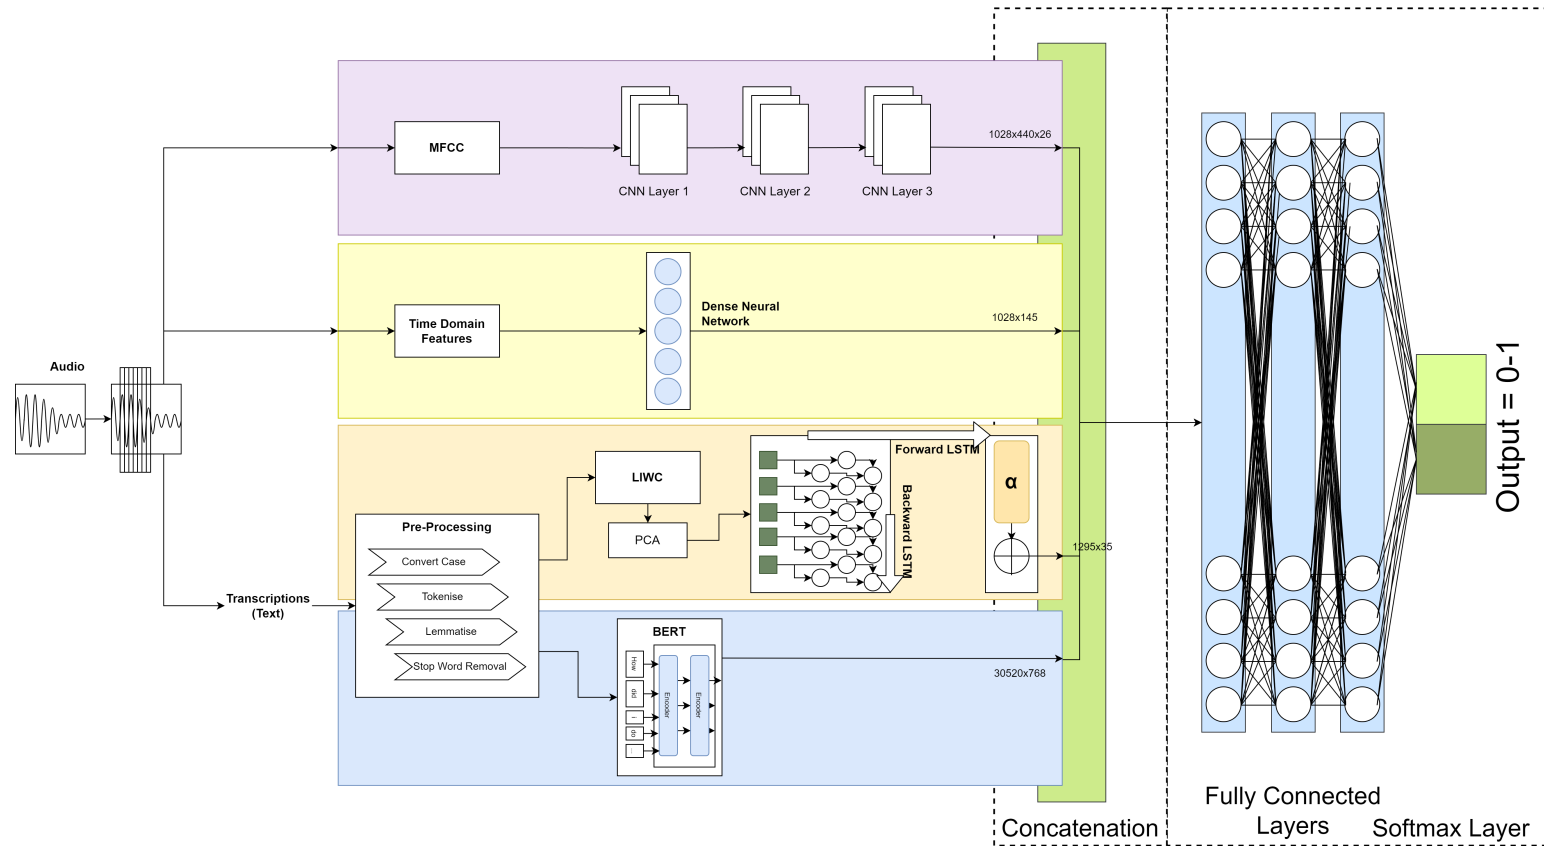 MFCC
CNN Layer 1
CNN Layer 2
CNN Layer 3
1028x440x26
Time Domain
Features
Dense Neural
Network
1028x145
Audio
LIWC
PCA
Forward LSTM
Backward LSTM
α
1295x35
Pre-Processing
Convert Case
Tokenise
Lemmatise
Stop Word Removal
Transcriptions
(Text)
BERT
How
did
I
do
...
Encoder
Encoder
30520x768
Concatenation
Fully Connected
Layers
Softmax Layer
Output = 0-1